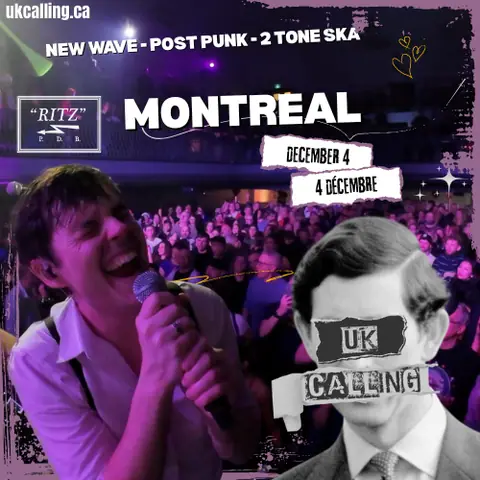 ukcalling.ca
NEW WAVE - POST PUNK - 2 TONE SKA
"RITZ"
P. D. B.
MONTREAL
DECEMBER 4
4 DÉCEMBRE
UK
CALLING